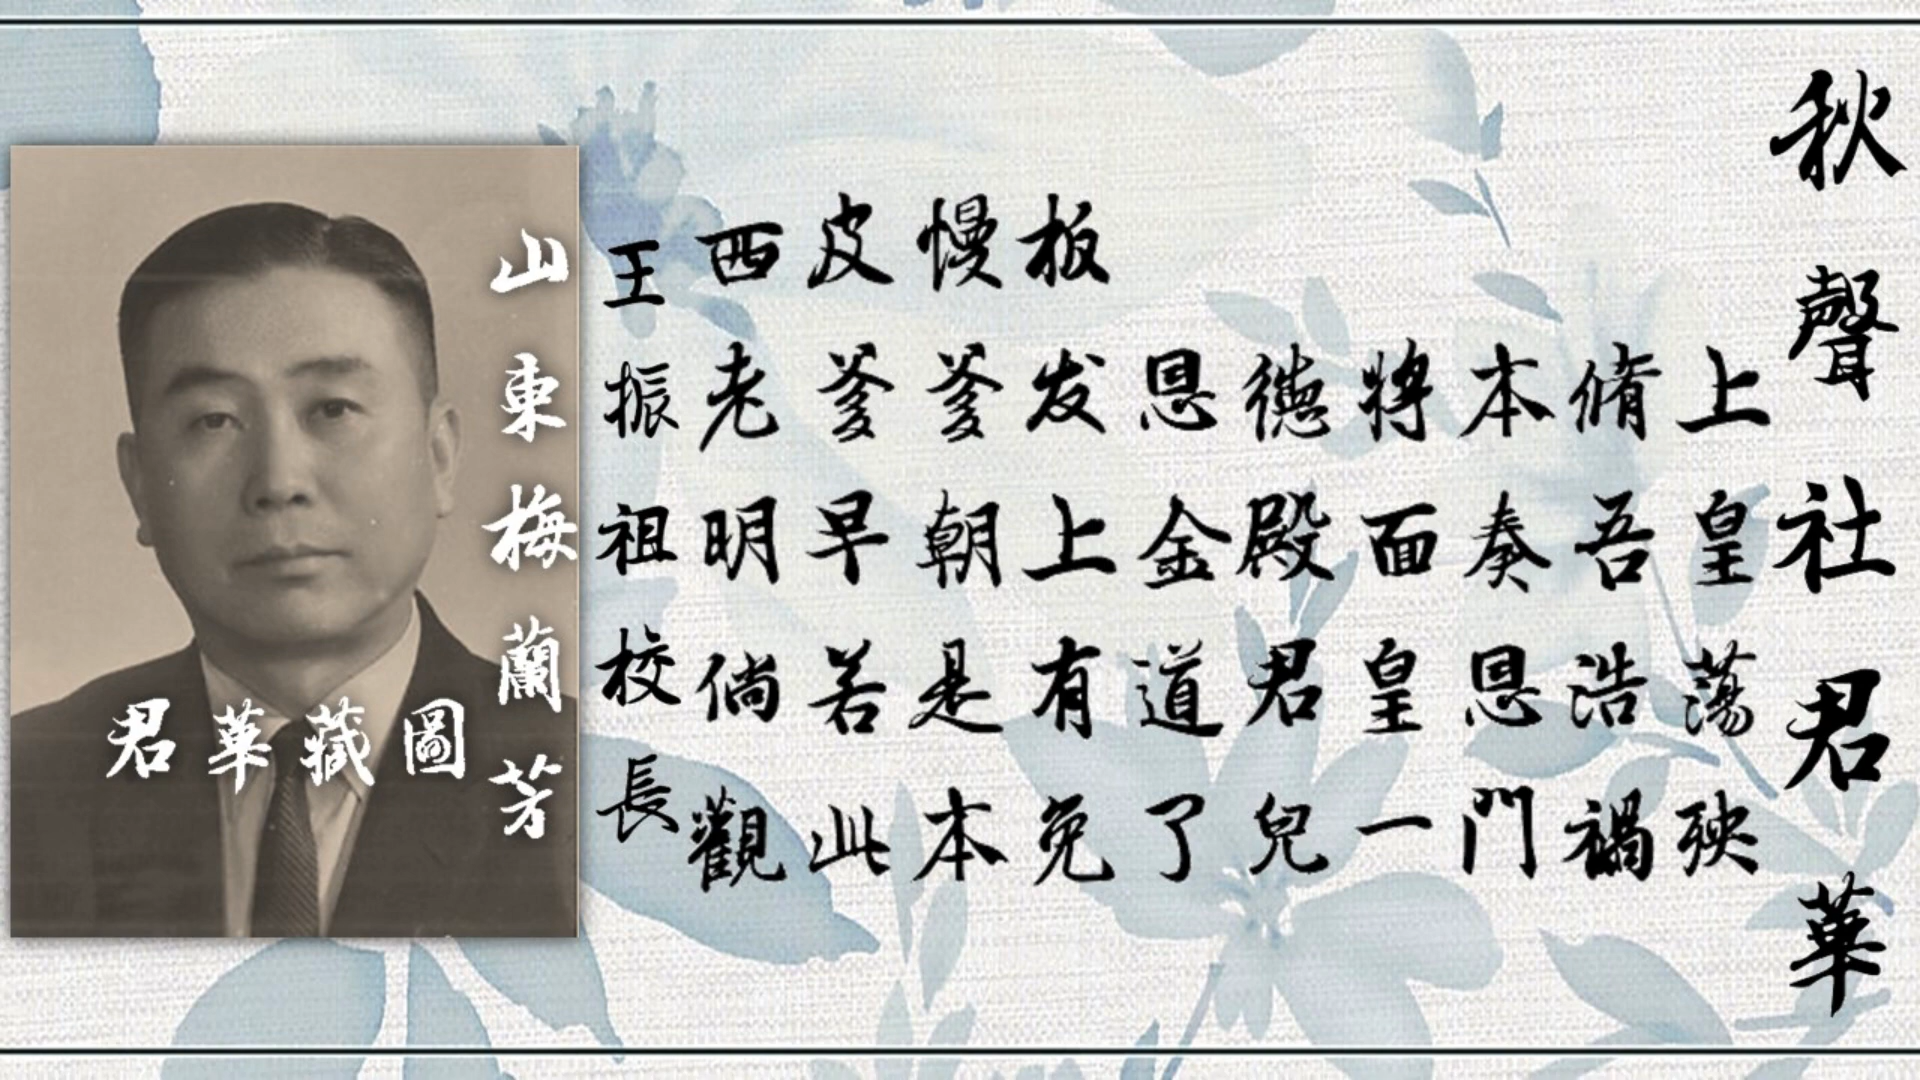 秋聲社君華
山東梅蘭芳
王振祖校長
君華藏圖
西皮慢板
老爹爹发恩德將本脩上
明早朝上金殿面奏吾皇
倘若是有道君皇恩浩蕩
觀此本免了兒一門禍殃